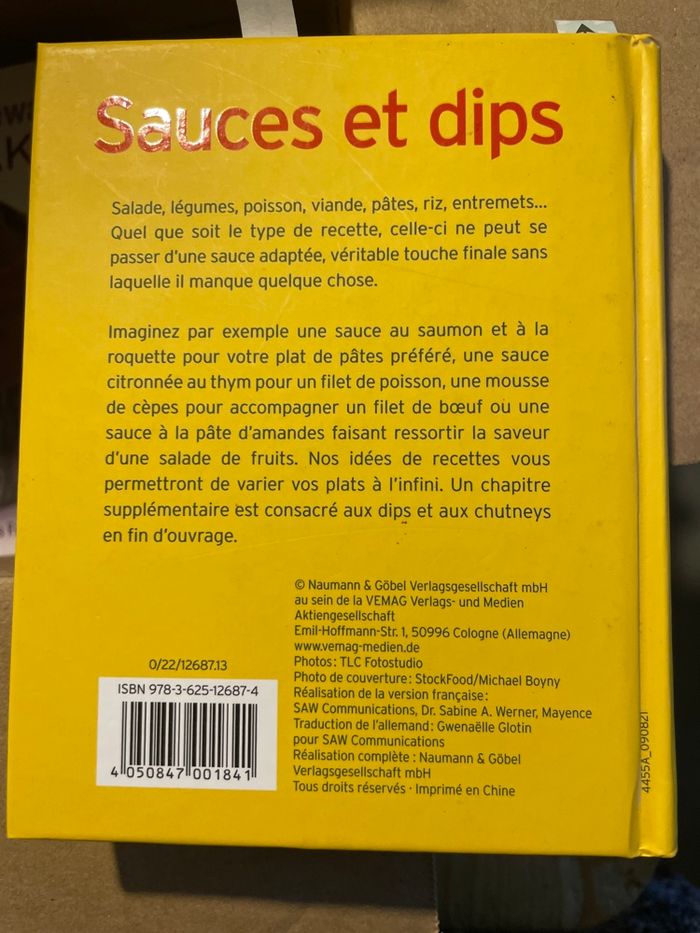 Sauces et dips
Salade, légumes, poisson, viande, pâtes, riz, entremets...
Quel que soit le type de recette, celle-ci ne peut se
passer d'une sauce adaptée, véritable touche finale sans
laquelle il manque quelque chose.
Imaginez par exemple une sauce au saumon et à la
roquette pour votre plat de pâtes préféré, une sauce
citronnée au thym pour un filet de poisson, une mousse
de cèpes pour accompagner un filet de bœuf ou une
sauce à la pâte d'amandes faisant ressortir la saveur
d'une salade de fruits. Nos idées de recettes vous
permettront de varier vos plats à l'infini. Un chapitre
supplémentaire est consacré aux dips et aux chutneys
en fin d'ouvrage.
© Naumann & Göbel Verlagsgesellschaft mbH
au sein de la VEMAG Verlags- und Medien
Aktiengesellschaft
Emil-Hoffmann-Str. 1, 50996 Cologne (Allemagne)
www.vemag-medien.de
Photos : TLC Fotostudio
Photo de couverture : StockFood/Michael Boyny
Réalisation de la version française :
SAW Communications, Dr. Sabine A. Werner, Mayence
Traduction de l'allemand : Gwenaëlle Glotin
pour SAW Communications
Réalisation complète : Naumann & Göbel
Verlagsgesellschaft mbH
Tous droits réservés · Imprimé en Chine
0/22/12687.13
ISBN 978-3-625-12687-4
4 050847 001841
4455A_090821